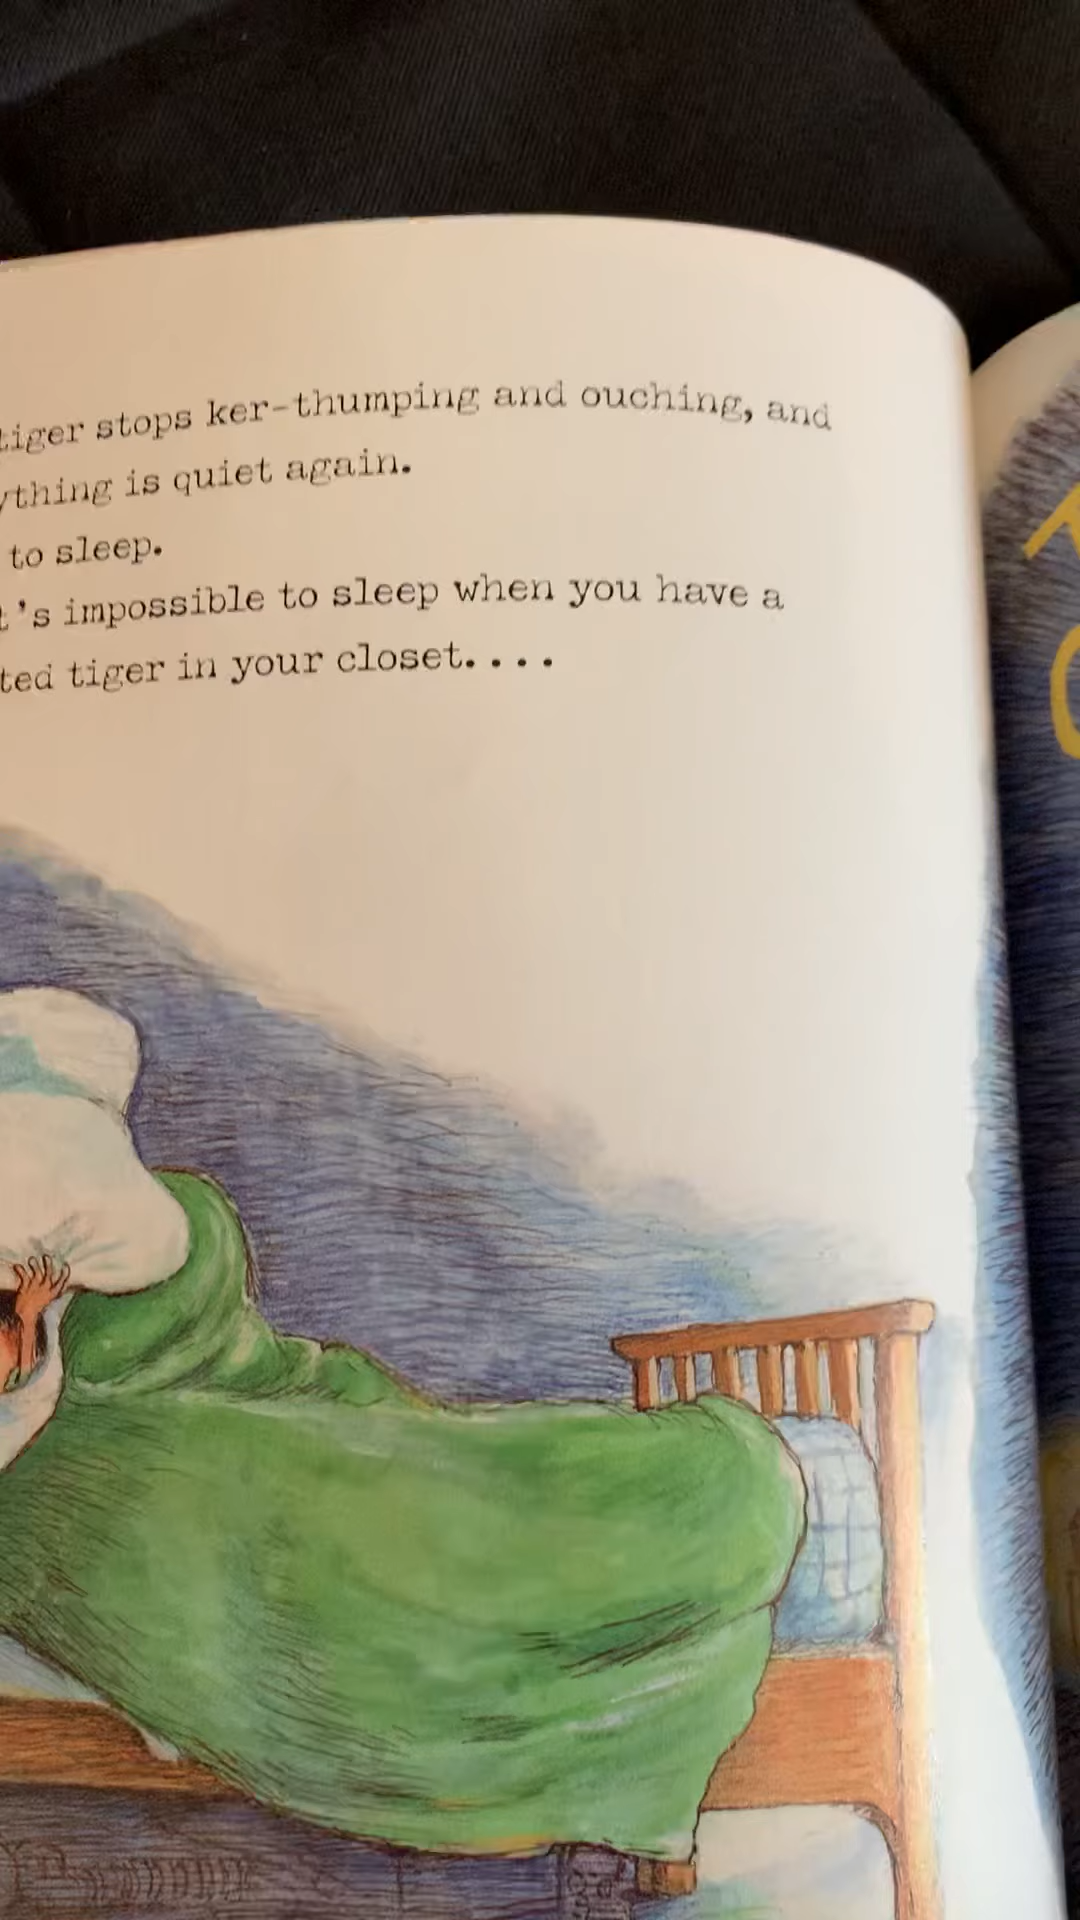 tiger stops ker-thumping and ouching, and
ything is quiet again.
to sleep.
t's impossible to sleep when you have a
ted tiger in your closet....